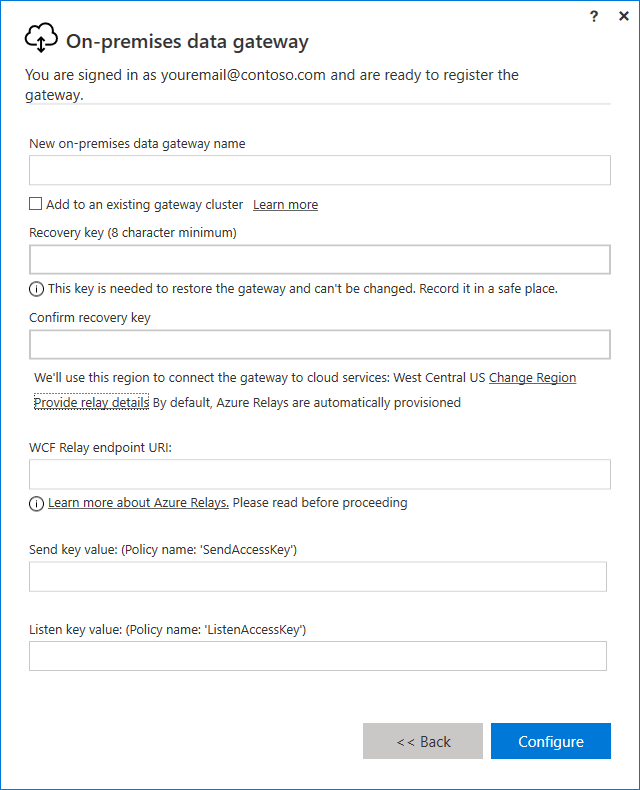 ? ×
On-premises data gateway
You are signed in as youremail@contoso.com and are ready to register the
gateway.
New on-premises data gateway name
Add to an existing gateway cluster Learn more
Recovery key (8 character minimum)
This key is needed to restore the gateway and can't be changed. Record it in a safe place.
Confirm recovery key
We'll use this region to connect the gateway to cloud services: West Central US Change Region
Provide relay details By default, Azure Relays are automatically provisioned
WCF Relay endpoint URI:
Learn more about Azure Relays. Please read before proceeding
Send key value: (Policy name: 'SendAccessKey')
Listen key value: (Policy name: 'ListenAccessKey')
<< Back Configure